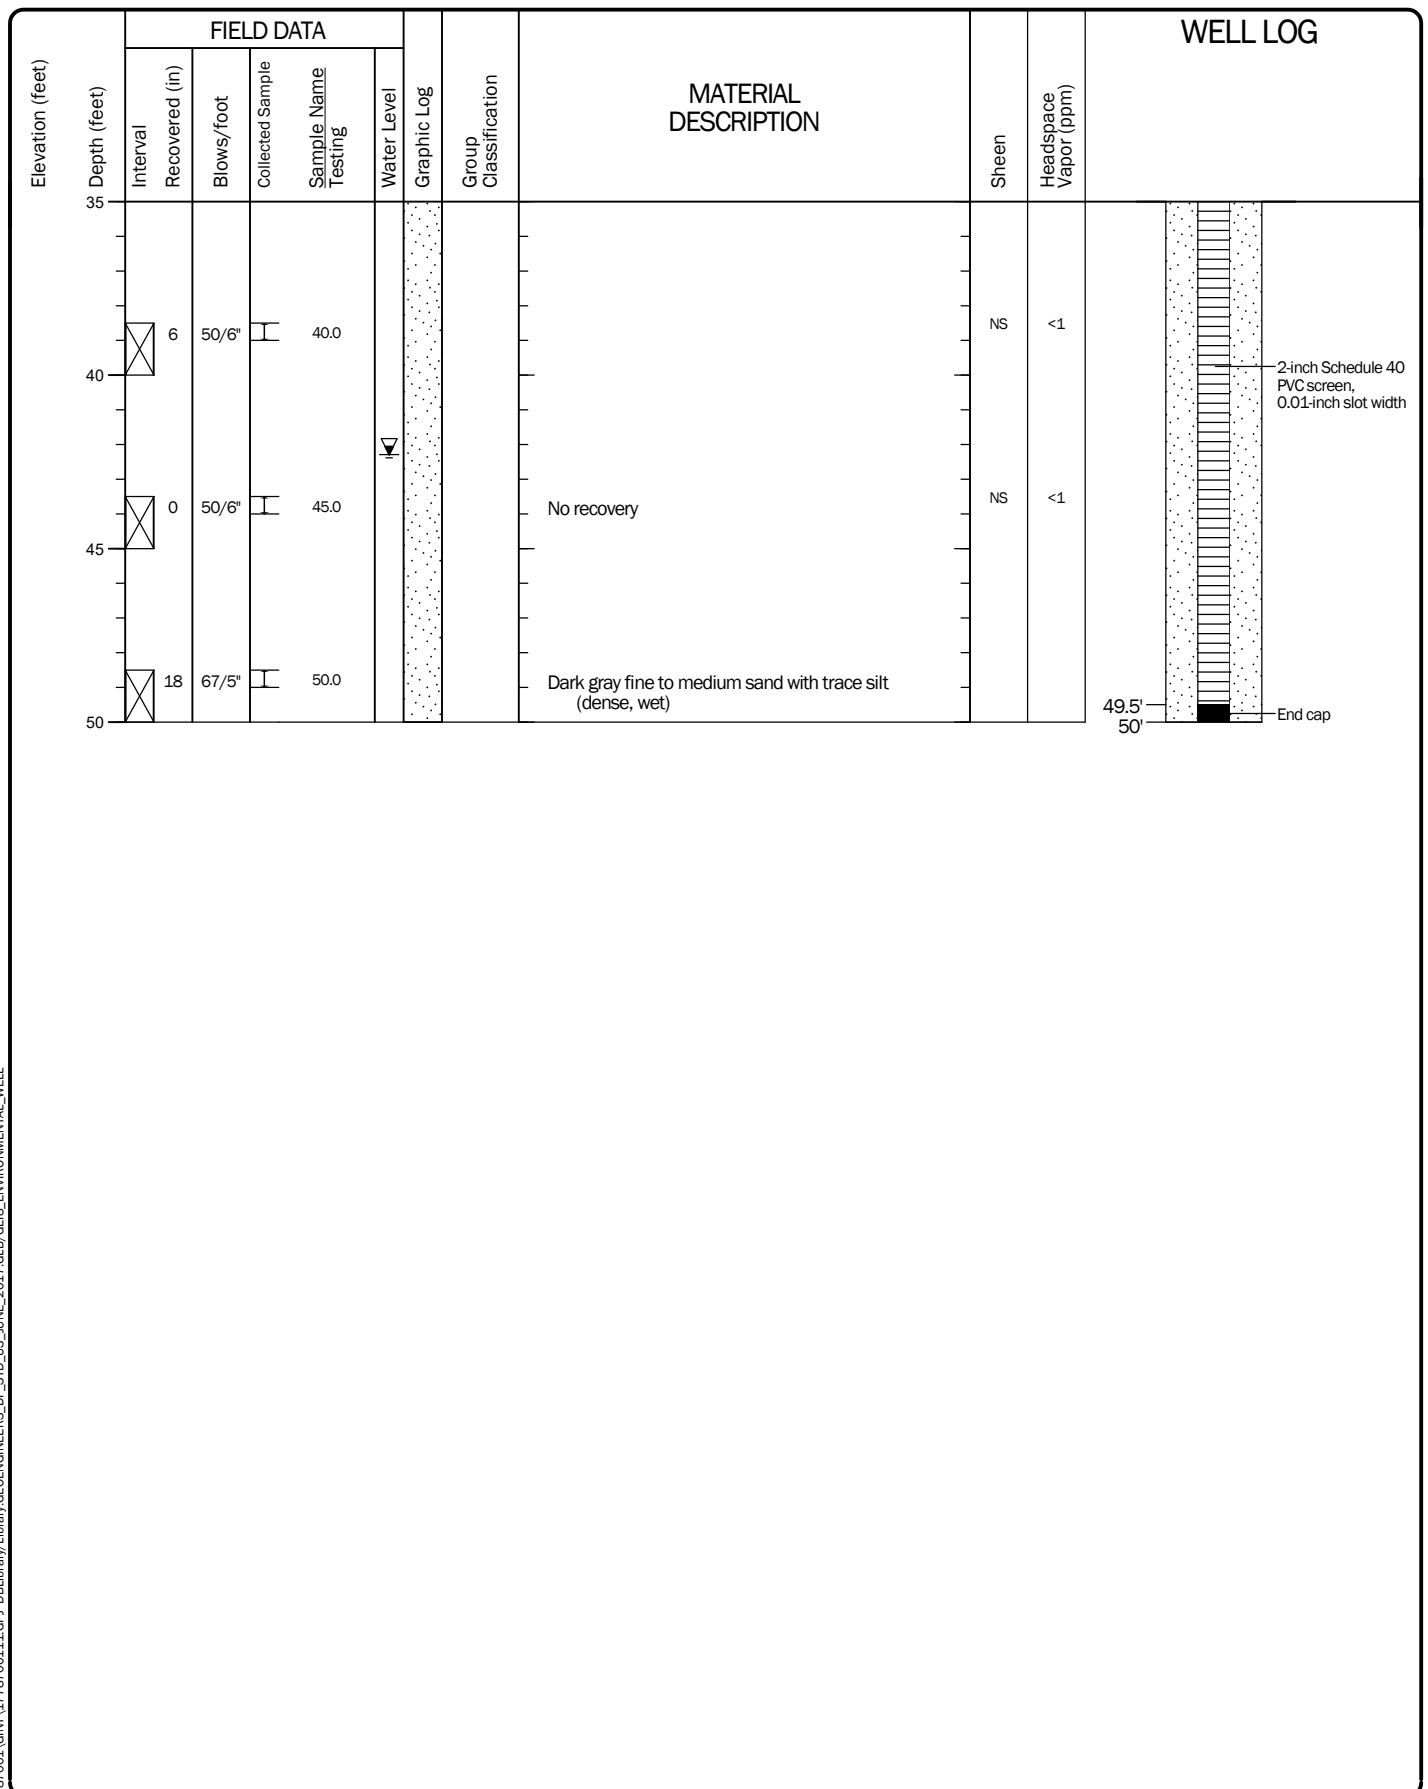 FIELD DATA
WELL LOG
Elevation (feet)
Depth (feet)
Interval
Recovered (in)
Blows/foot
Collected Sample
Sample Name
Testing
Water Level
Graphic Log
Group
Classification
MATERIAL
DESCRIPTION
Sheen
Headspace
Vapor (ppm)
35
6 50/6" 40.0 NS <1
40
2-inch Schedule 40
PVC screen,
0.01-inch slot width
0 50/6" 45.0 No recovery NS <1
45
18 67/5" 50.0 Dark gray fine to medium sand with trace silt
(dense, wet)
49.5'
50
50'
End cap